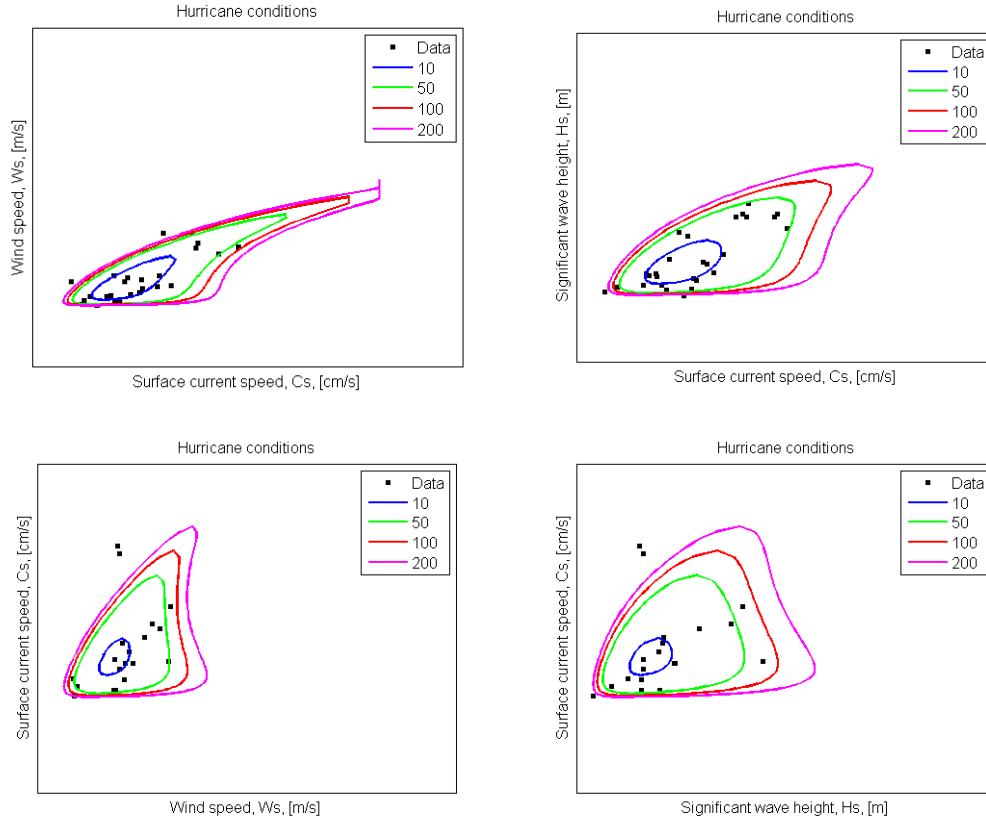 Hurricane conditions
Data
10
50
100
200
Wind speed, Ws, [m/s]
Surface current speed, Cs, [cm/s]
Hurricane conditions
Data
10
50
100
200
Significant wave height, Hs, [m]
Surface current speed, Cs, [cm/s]
Hurricane conditions
Data
10
50
100
200
Surface current speed, Cs, [cm/s]
Wind speed, Ws, [m/s]
Hurricane conditions
Data
10
50
100
200
Surface current speed, Cs, [cm/s]
Significant wave height, Hs, [m]